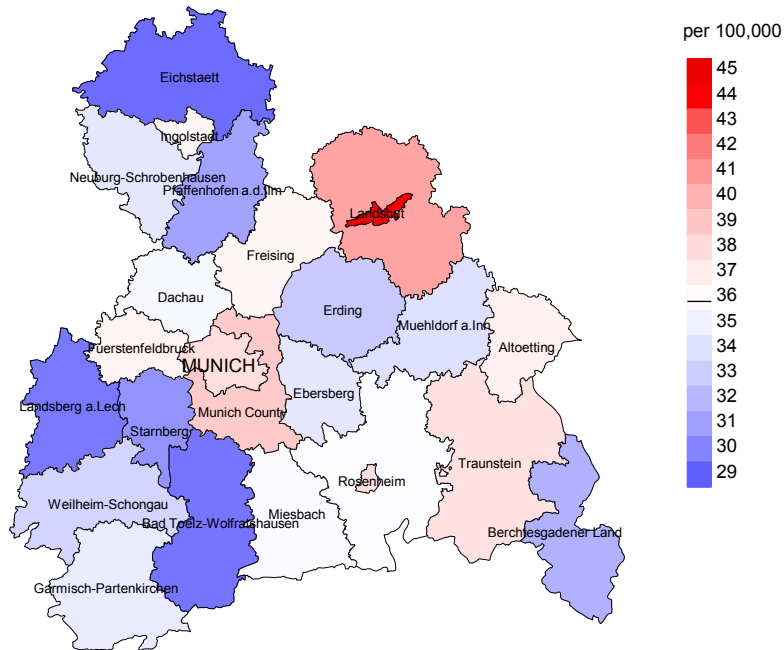 per 100,000
45
44
43
42
41
40
39
38
37
36
35
34
33
32
31
30
29
Eichstaett
Ingolstadt
Neuburg-Schrobenhausen
Pfaffenhofen a.d.Ilm
Landshut
Freising
Dachau
Erding
Muehldorf a.Inn
Altoetting
Fuerstenfeldbruck
MUNICH
Ebersberg
Landsberg a.Lech
Munich County
Starnberg
Traunstein
Rosenheim
Weilheim-Schongau
Miesbach
Bad Toelz-Wolfratshausen
Berchtesgadener Land
Garmisch-Partenkirchen